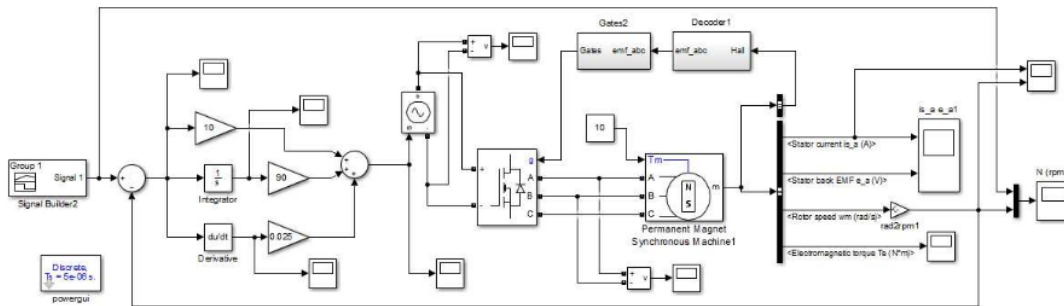 Gates2
Decoder1
Gates
emf_abc
emf_abc
Hall
v
is_a e_a1
10
Group 1
Signal 1
Signal Builder2
1
s
Integrator
90
du/dt
Derivative
0.025
10
g
A
B
C
Tm
A
B
C
m
N
S
Permanent Magnet
Synchronous Machine1
v
<Stator current is_a (A)>
<Stator back EMF e_a (V)>
<Rotor speed wm (rad/s)>
rad2rpm1
<Electromagnetic torque Te (N*m)>
N (rpm
Discrete,
Ts = 5e-06 s.
powergui